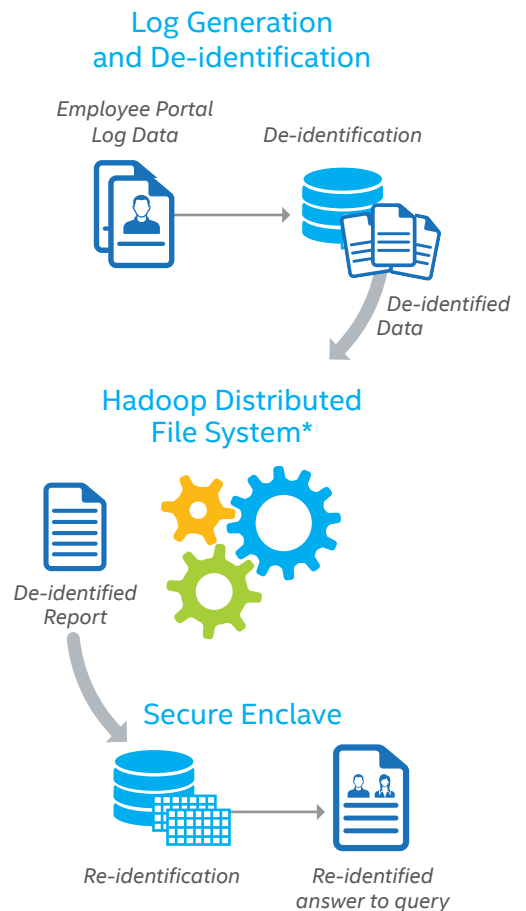 Log Generation
and De-identification
Employee Portal
Log Data
De-identification
De-identified
Data
Hadoop Distributed
File System*
De-identified
Report
Secure Enclave
Re-identification
Re-identified
answer to query